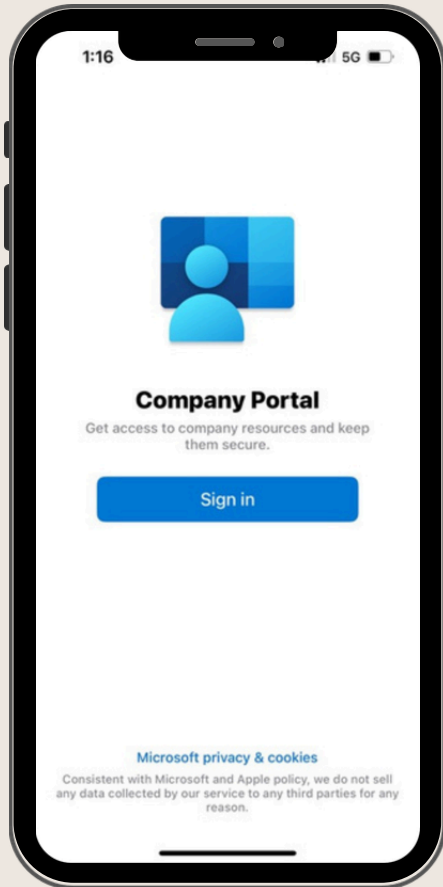 1:16
5G
Company Portal
Get access to company resources and keep
them secure.
Sign in
Microsoft privacy & cookies
Consistent with Microsoft and Apple policy, we do not sell
any data collected by our service to any third parties for any
reason.